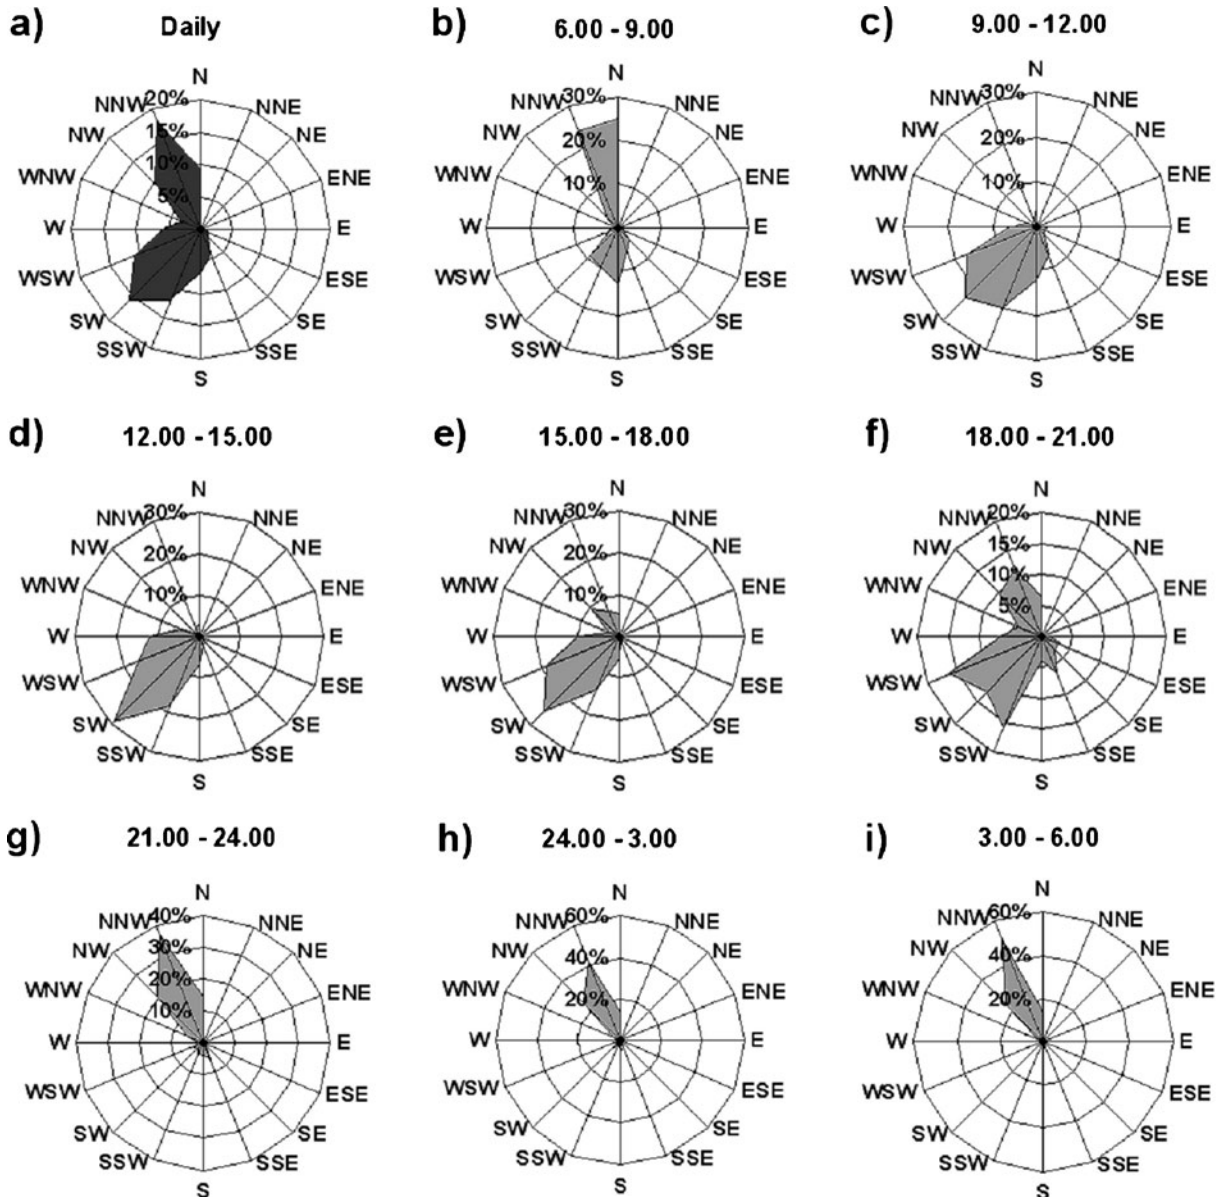 a) Daily
N
20%
NNW NNE
15%
NW NE
10%
WNW ENE
5%
W E
WSW ESE
SW SE
SSW SSE
S
b) 6.00 - 9.00
N
30%
NNW NNE
NW 20% NE
WNW 10% ENE
W E
WSW ESE
SW SE
SSW SSE
S
c) 9.00 - 12.00
N
30%
NNW NNE
NW 20% NE
WNW 10% ENE
W E
WSW ESE
SW SE
SSW SSE
S
d) 12.00 - 15.00
N
30%
NNW NNE
NW 20% NE
WNW 10% ENE
W E
WSW ESE
SW SE
SSW SSE
S
e) 15.00 - 18.00
N
30%
NNW NNE
NW 20% NE
WNW 10% ENE
W E
WSW ESE
SW SE
SSW SSE
S
f) 18.00 - 21.00
N
20%
NNW NNE
15%
NW NE
10%
WNW ENE
5%
W E
WSW ESE
SW SE
SSW SSE
S
g) 21.00 - 24.00
N
40%
NNW NNE
30%
NW NE
20%
WNW ENE
10%
W E
WSW ESE
SW SE
SSW SSE
S
h) 24.00 - 3.00
N
60%
NNW NNE
NW 40% NE
WNW 20% ENE
W E
WSW ESE
SW SE
SSW SSE
S
i) 3.00 - 6.00
N
60%
NNW NNE
NW 40% NE
WNW 20% ENE
W E
WSW ESE
SW SE
SSW SSE
S